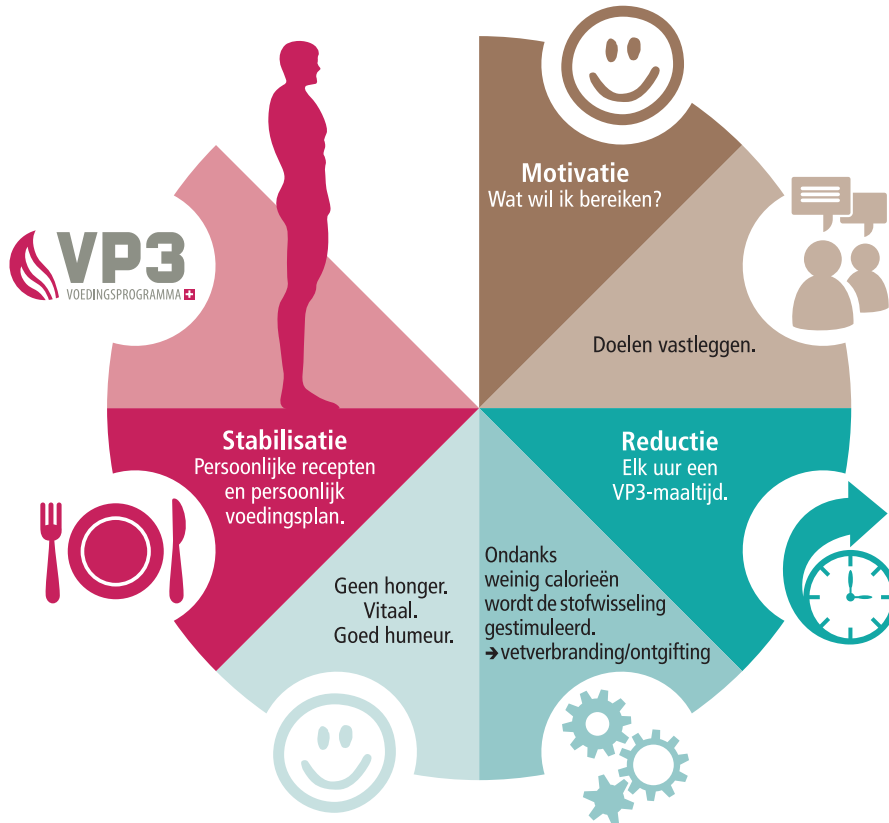 Motivatie
Wat wil ik bereiken?
Doelen vastleggen.
Reductie
Elk uur een
VP3-maaltijd.
Ondanks
weinig calorieën
wordt de stofwisseling
gestimuleerd.
➔ vetverbranding/ontgifting
Geen honger.
Vitaal.
Goed humeur.
Stabilisatie
Persoonlijke recepten
en persoonlijk
voedingsplan.
VP3
VOEDINGSPROGRAMMA